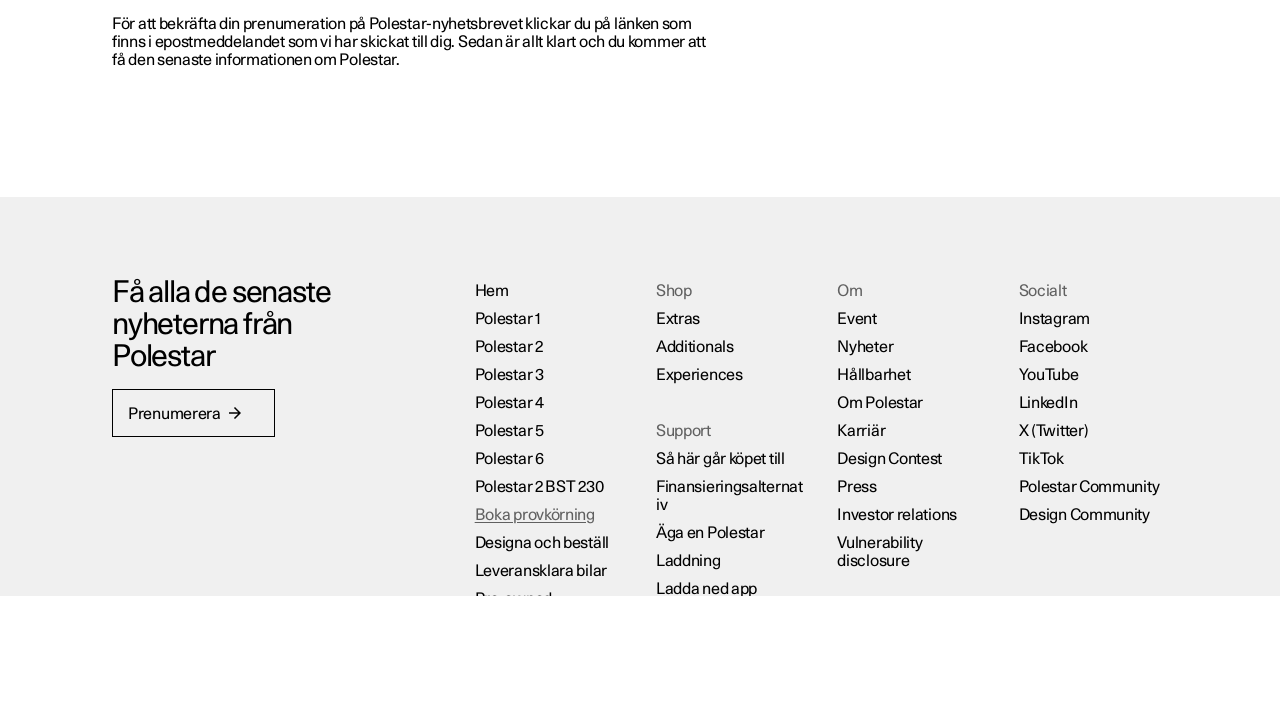 För att bekräfta din prenumeration på Polestar-nyhetsbrevet klickar du på länken som
finns i epostmeddelandet som vi har skickat till dig. Sedan är allt klart och du kommer att
få den senaste informationen om Polestar.
Få alla de senaste
nyheterna från
Polestar
Prenumerera →
Hem
Polestar 1
Polestar 2
Polestar 3
Polestar 4
Polestar 5
Polestar 6
Polestar 2 BST 230
Boka provkörning
Designa och beställ
Leveransklara bilar
Shop
Extras
Additionals
Experiences
Support
Så här går köpet till
Finansieringsalternat
iv
Äga en Polestar
Laddning
Ladda ned app
Om
Event
Nyheter
Hållbarhet
Om Polestar
Karriär
Design Contest
Press
Investor relations
Vulnerability
disclosure
Socialt
Instagram
Facebook
YouTube
LinkedIn
X (Twitter)
TikTok
Polestar Community
Design Community